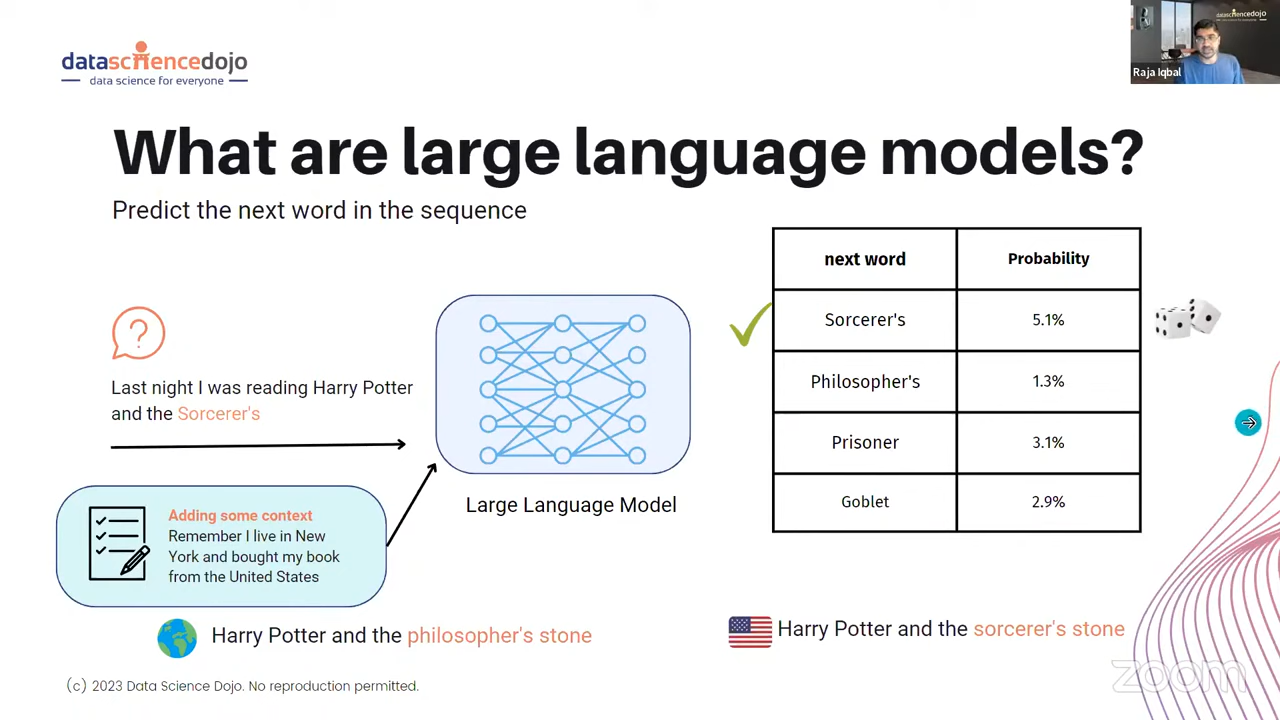 datasciencedojo
data science for everyone
datasciencedojo
Raja Iqbal
What are large language models?
Predict the next word in the sequence
?
Last night I was reading Harry Potter
and the Sorcerer's
Adding some context
Remember I live in New
York and bought my book
from the United States
Large Language Model
next word Probability
Sorcerer's 5.1%
Philosopher's 1.3%
Prisoner 3.1%
Goblet 2.9%
Harry Potter and the philosopher's stone
Harry Potter and the sorcerer's stone
(c) 2023 Data Science Dojo. No reproduction permitted.
zoom